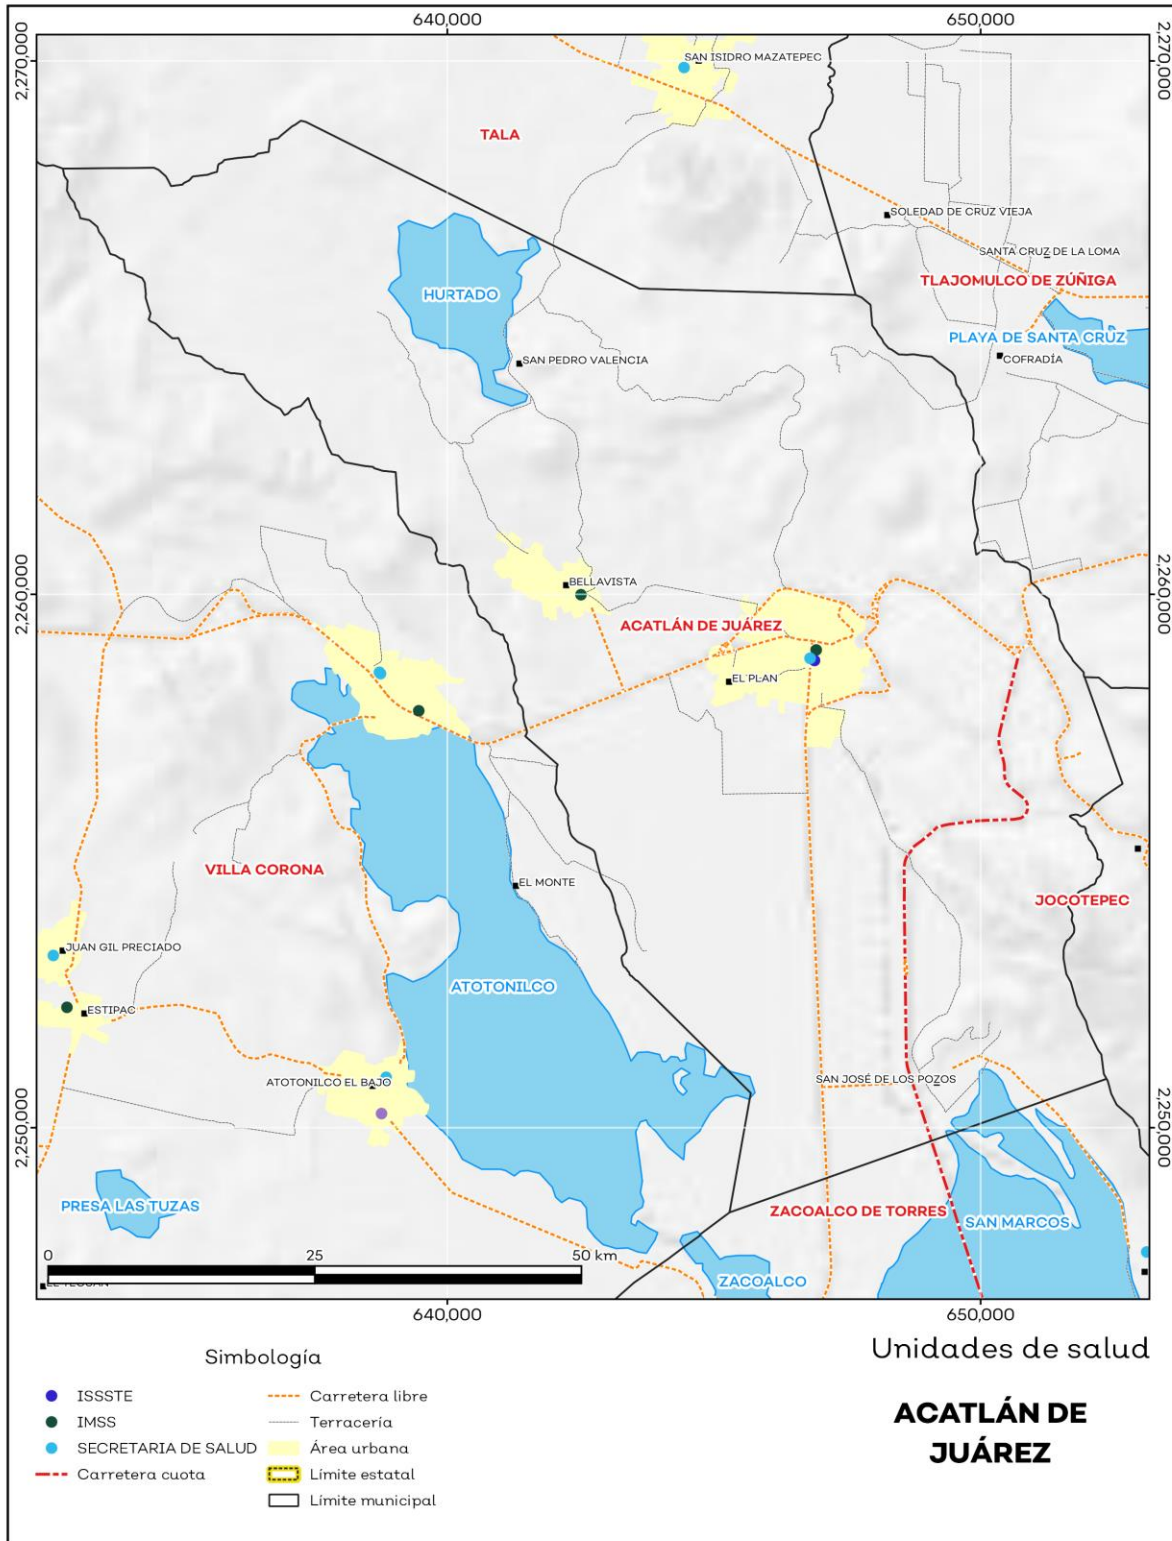 640,000
650,000
2,270,000
2,270,000
SAN ISIDRO MAZATEPEC
TALA
SOLEDAD DE CRUZ VIEJA
SANTA CRUZ DE LA LOMA
TLAJOMULCO DE ZÚÑIGA
HURTADO
PLAYA DE SANTA CRUZ
SAN PEDRO VALENCIA
COFRADÍA
BELLAVISTA
2,260,000
2,260,000
ACATLÁN DE JUÁREZ
EL PLAN
VILLA CORONA
EL MONTE
JOCOTEPEC
JUAN GIL PRECIADO
ATOTONILCO
ESTIPAC
SAN JOSÉ DE LOS POZOS
ATOTONILCO EL BAJO
2,250,000
2,250,000
PRESA LAS TUZAS
ZACOALCO DE TORRES
SAN MARCOS
0
25
50 km
ZACOALCO
640,000
650,000
Simbología
ISSSTE
IMSS
SECRETARIA DE SALUD
Carretera cuota
Carretera libre
Terracería
Área urbana
Límite estatal
Límite municipal
Unidades de salud
ACATLÁN DE
JUÁREZ